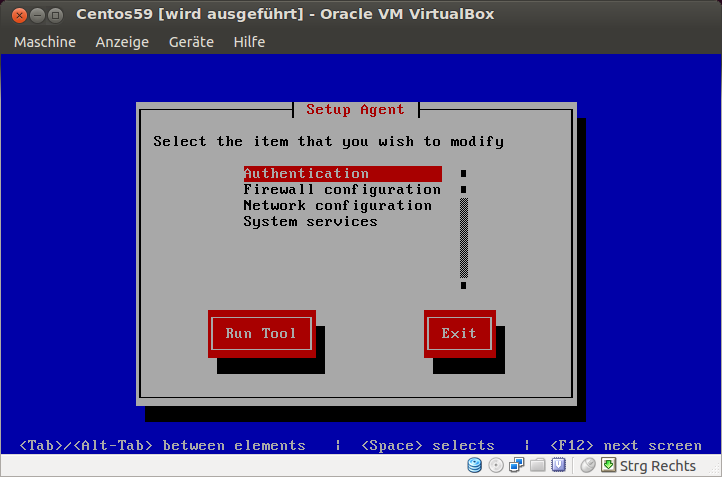 Centos59 [wird ausgeführt] - Oracle VM VirtualBox
Maschine Anzeige Geräte Hilfe
Setup Agent
Select the item that you wish to modify
Authentication
Firewall configuration
Network configuration
System services
Run Tool Exit
<Tab>/<Alt-Tab> between elements | <Space> selects | <F12> next screen
Strg Rechts